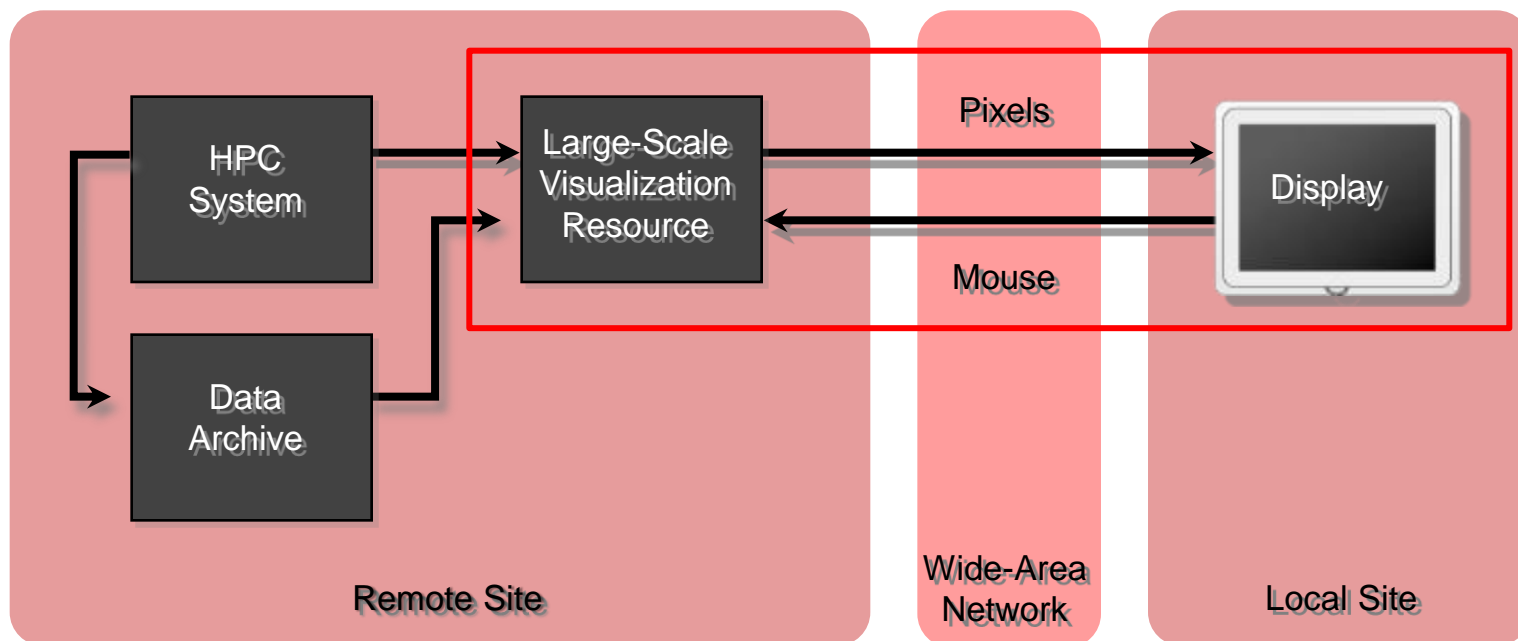 HPC
System
Large-Scale
Visualization
Resource
Pixels
Mouse
Display
Data
Archive
Remote Site
Wide-Area
Network
Local Site